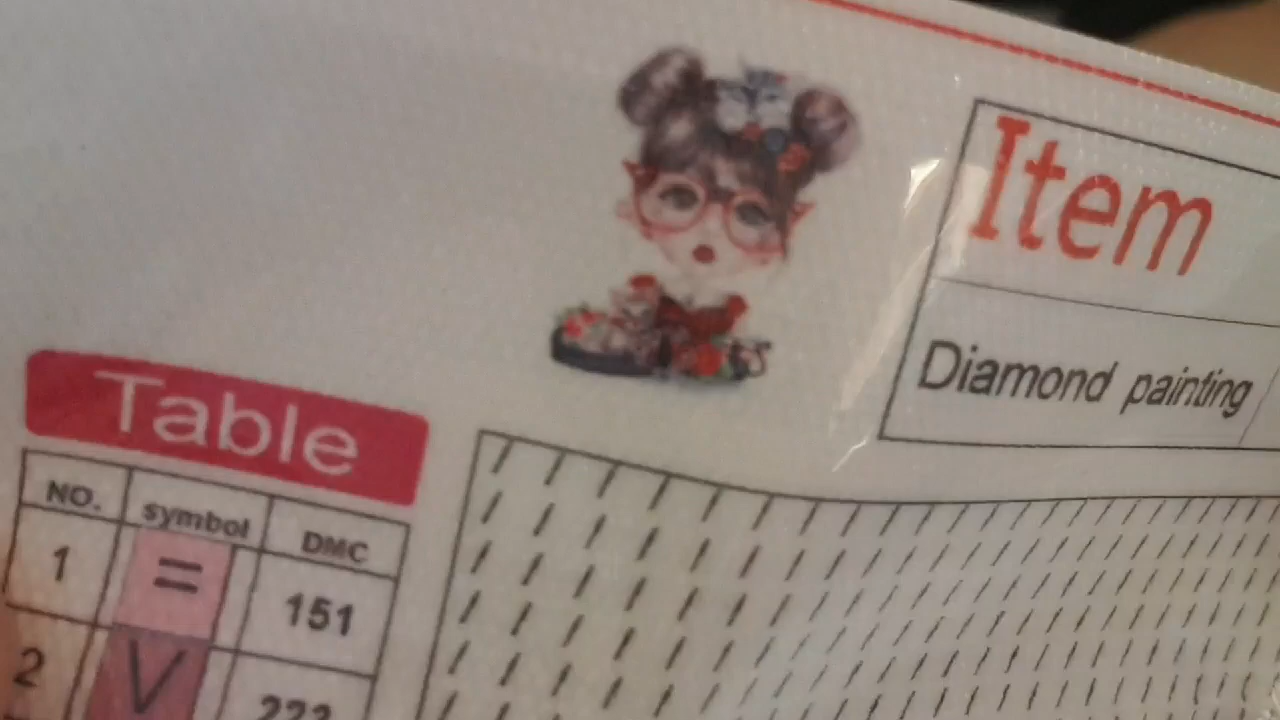 Item
Diamond painting
Table
NO. symbol DMC
1 = 151
2 V